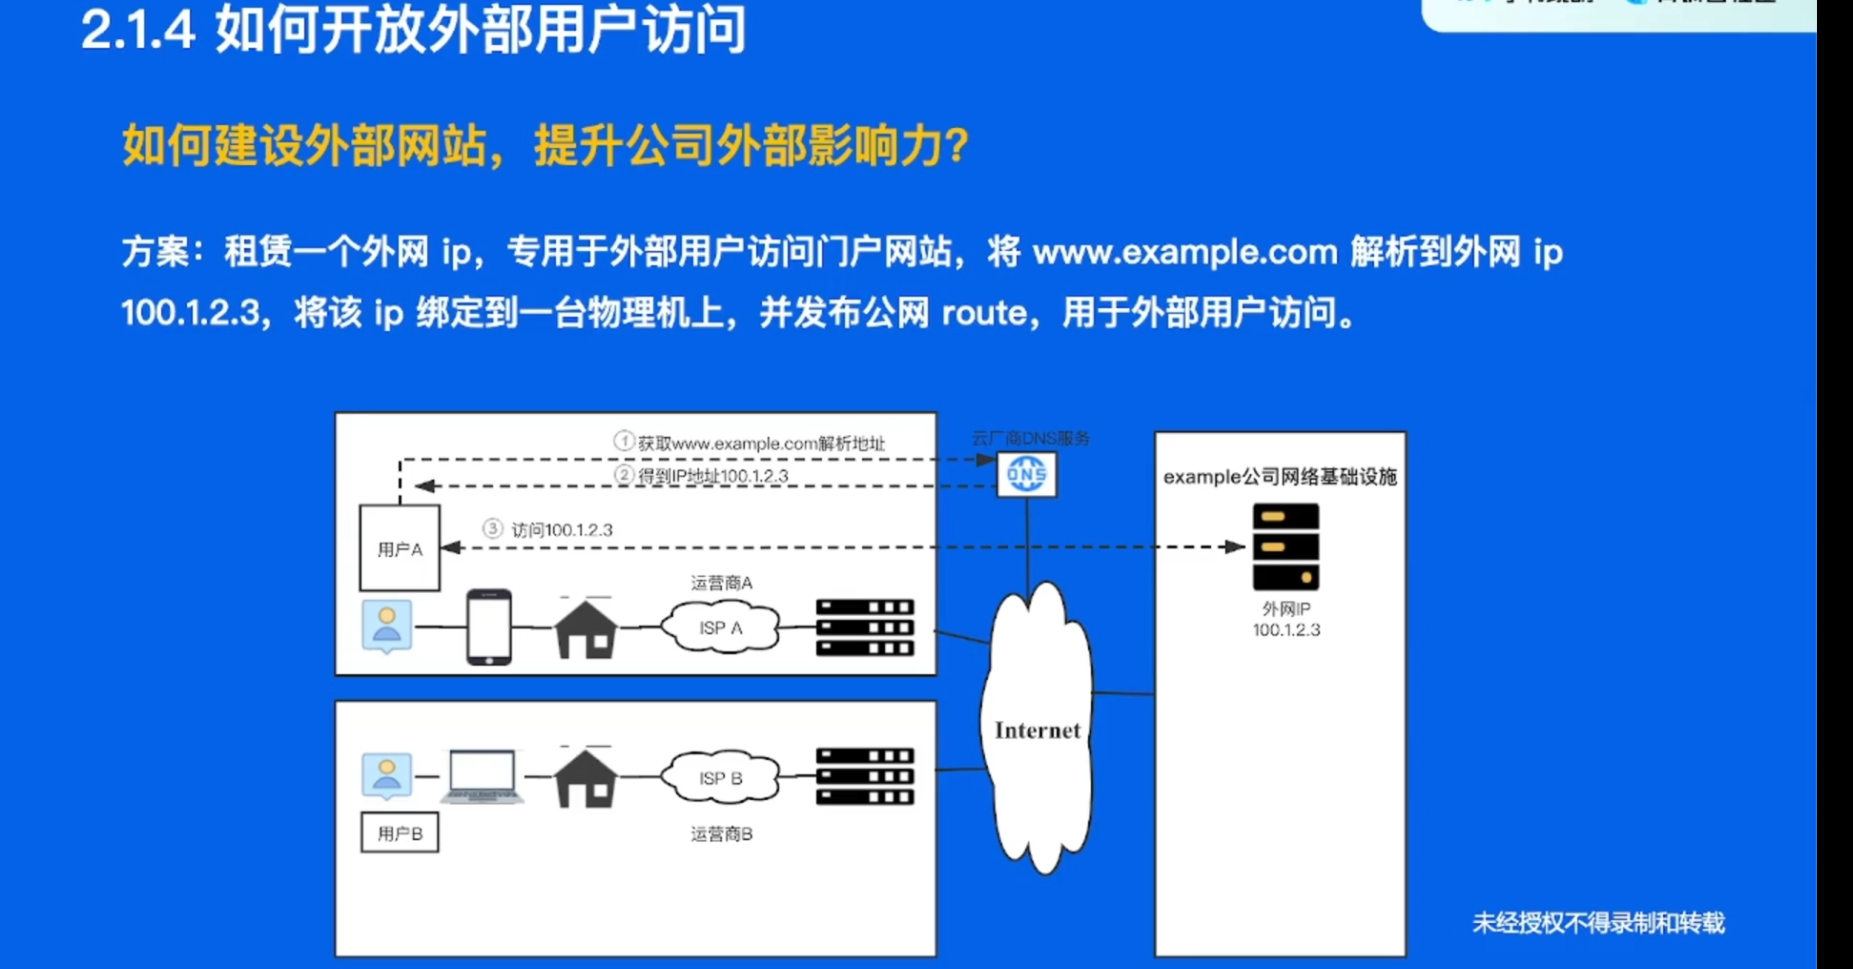 2.1.4 如何开放外部用户访问
如何建设外部网站，提升公司外部影响力？
方案：租赁一个外网 ip，专用于外部用户访问门户网站，将 www.example.com 解析到外网 ip
100.1.2.3，将该 ip 绑定到一台物理机上，并发布公网 route，用于外部用户访问。
①获取www.example.com解析地址
云厂商DNS服务
②得到IP地址100.1.2.3
DNS
example公司网络基础设施
③ 访问100.1.2.3
用户A
运营商A
ISP A
外网IP
100.1.2.3
Internet
ISP B
用户B
运营商B
未经授权不得录制和转载